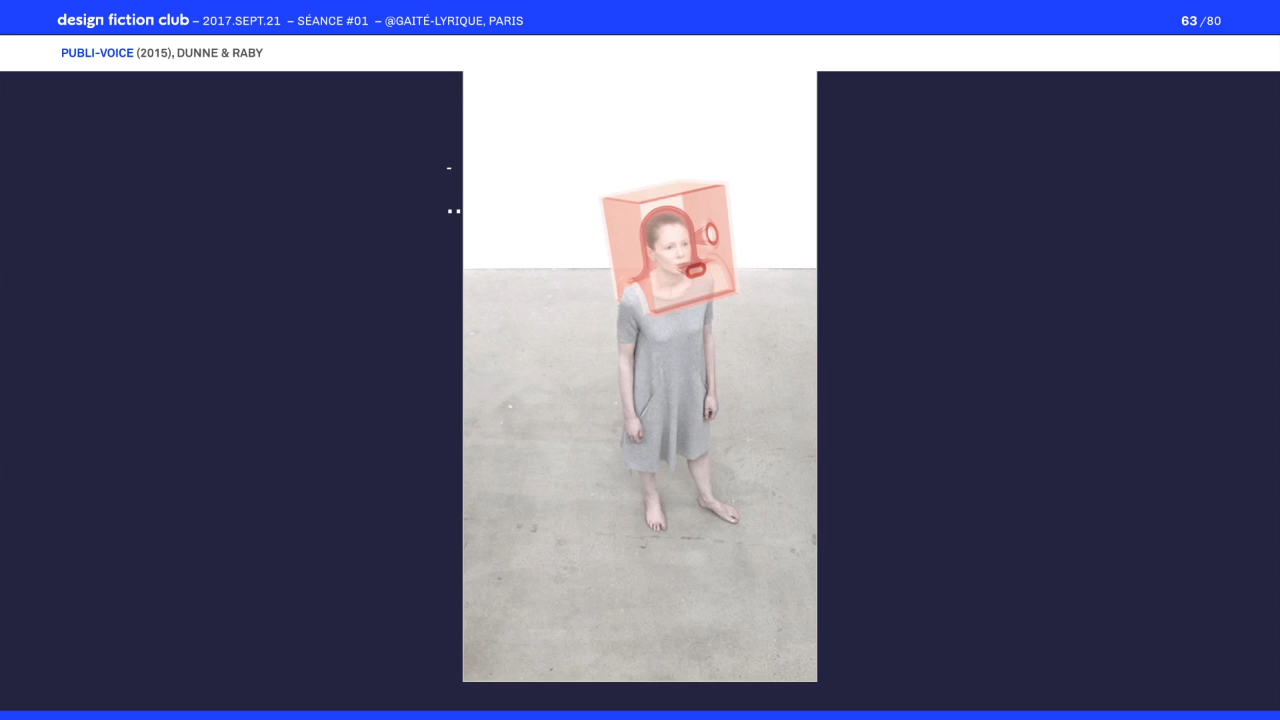 design fiction club – 2017.SEPT.21 – SÉANCE #01 – @GAITÉ-LYRIQUE, PARIS 63/80
PUBLI-VOICE (2015), DUNNE & RABY